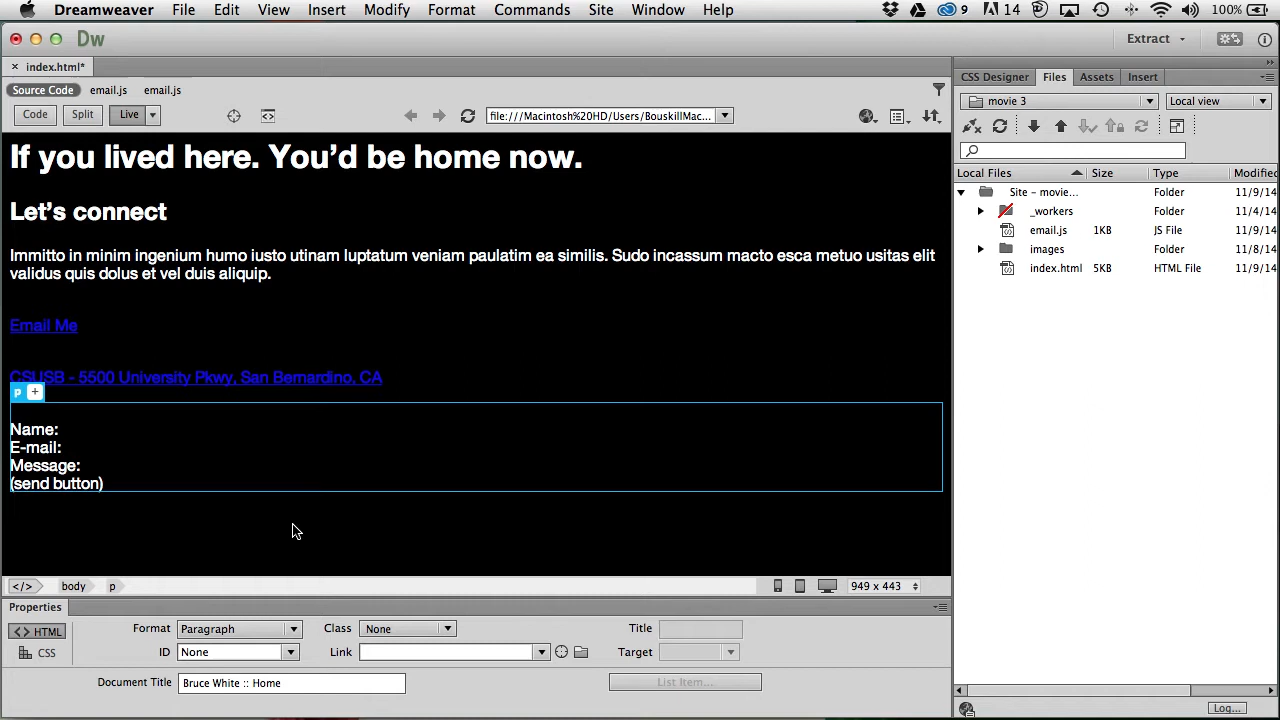 Dreamweaver File Edit View Insert Modify Format Commands Site Window Help 9 14 100%
Dw Extract
× index.html*
Source Code email.js email.js
Code Split Live file:///Macintosh%20HD/Users/BouskillMac...
If you lived here. You’d be home now.
Let’s connect
Immitto in minim ingenium humo iusto utinam luptatum veniam paulatim ea similis. Sudo incassum macto esca metuo usitas elit
validus quis dolus et vel duis aliquip.
Email Me
CSUSB - 5500 University Pkwy, San Bernardino, CA
p +
Name:
E-mail:
Message:
(send button)
</> body p 949 x 443
Properties
<> HTML Format Paragraph Class None Title
CSS ID None Link Target
Document Title Bruce White :: Home List Item...
CSS Designer Files Assets Insert
movie 3 Local view
Local Files Size Type Modified
Site - movie... Folder 11/9/14
_workers Folder 11/4/14
email.js 1KB JS File 11/9/14
images Folder 11/8/14
index.html 5KB HTML File 11/9/14
Log...